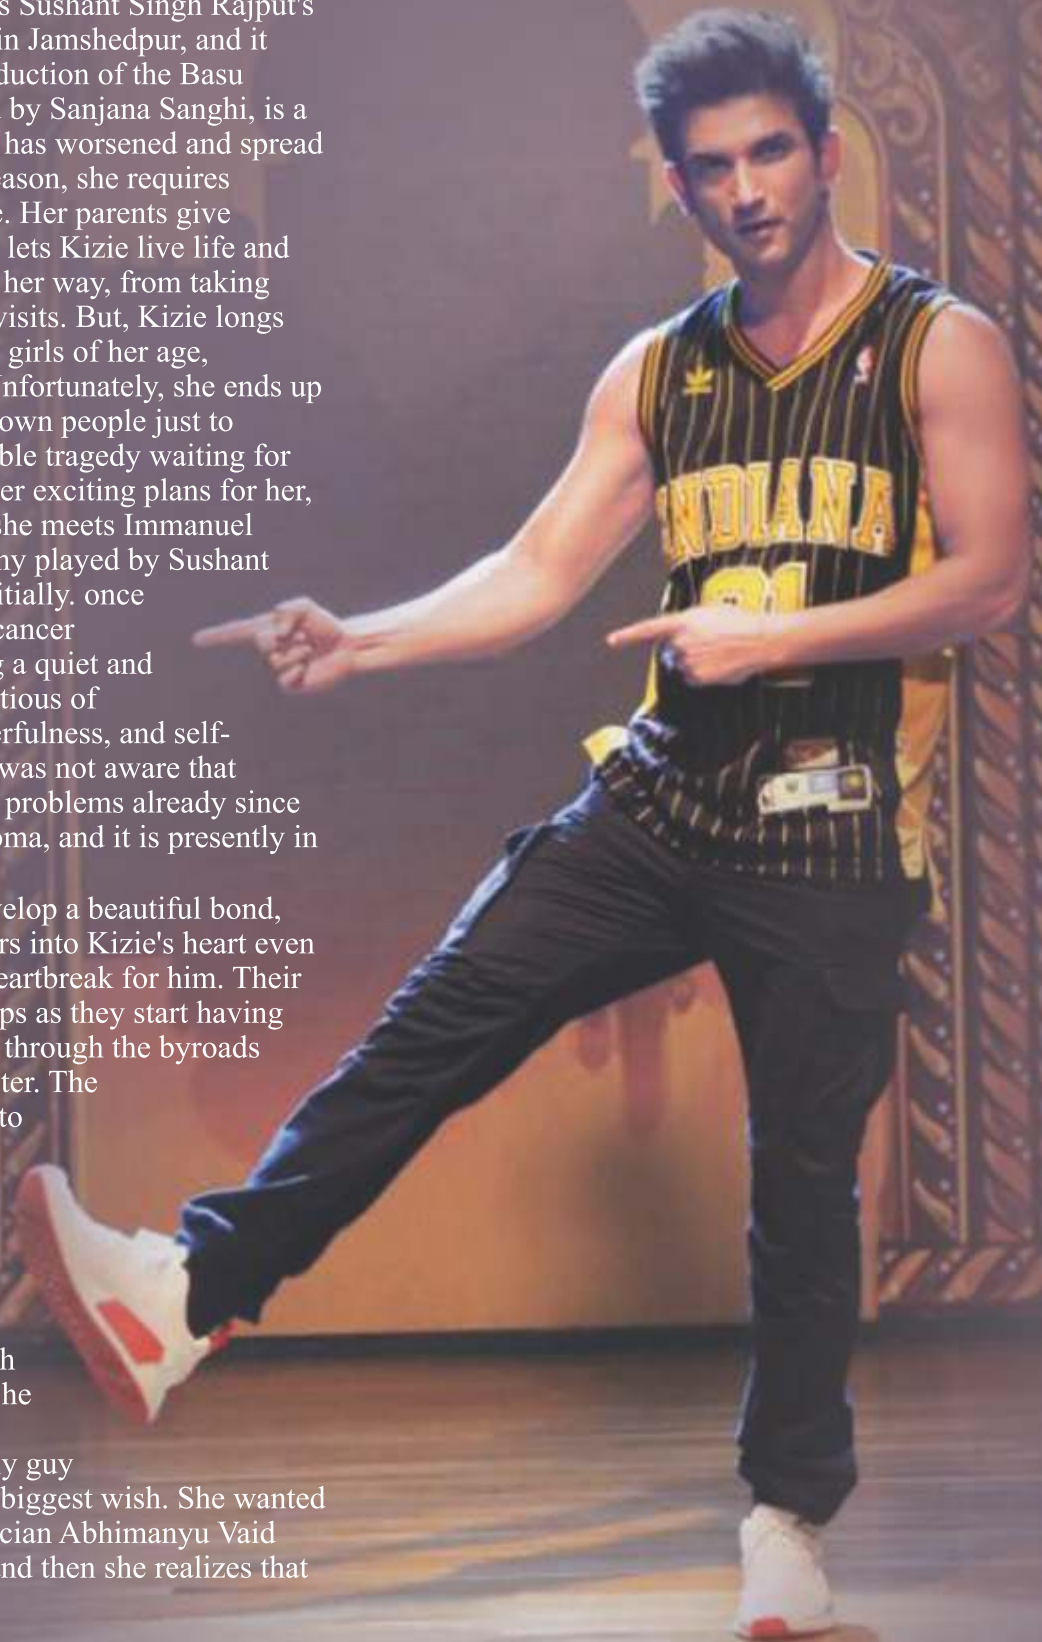 s Sushant Singh Rajput's
in Jamshedpur, and it
duction of the Basu
by Sanjana Sanghi, is a
has worsened and spread
eason, she requires
e. Her parents give
lets Kizie live life and
her way, from taking
visits. But, Kizie longs
girls of her age,
nfortunately, she ends up
own people just to
ble tragedy waiting for
er exciting plans for her,
she meets Immanuel
ny played by Sushant
itially. once
cancer
g a quiet and
tious of
erfulness, and self-
was not aware that
problems already since
oma, and it is presently in
velop a beautiful bond,
rs into Kizie's heart even
eartbreak for him. Their
ps as they start having
through the byroads
ter. The
to
h
he
y guy
biggest wish. She wanted
cian Abhimanyu Vaid
nd then she realizes that
INDIANA